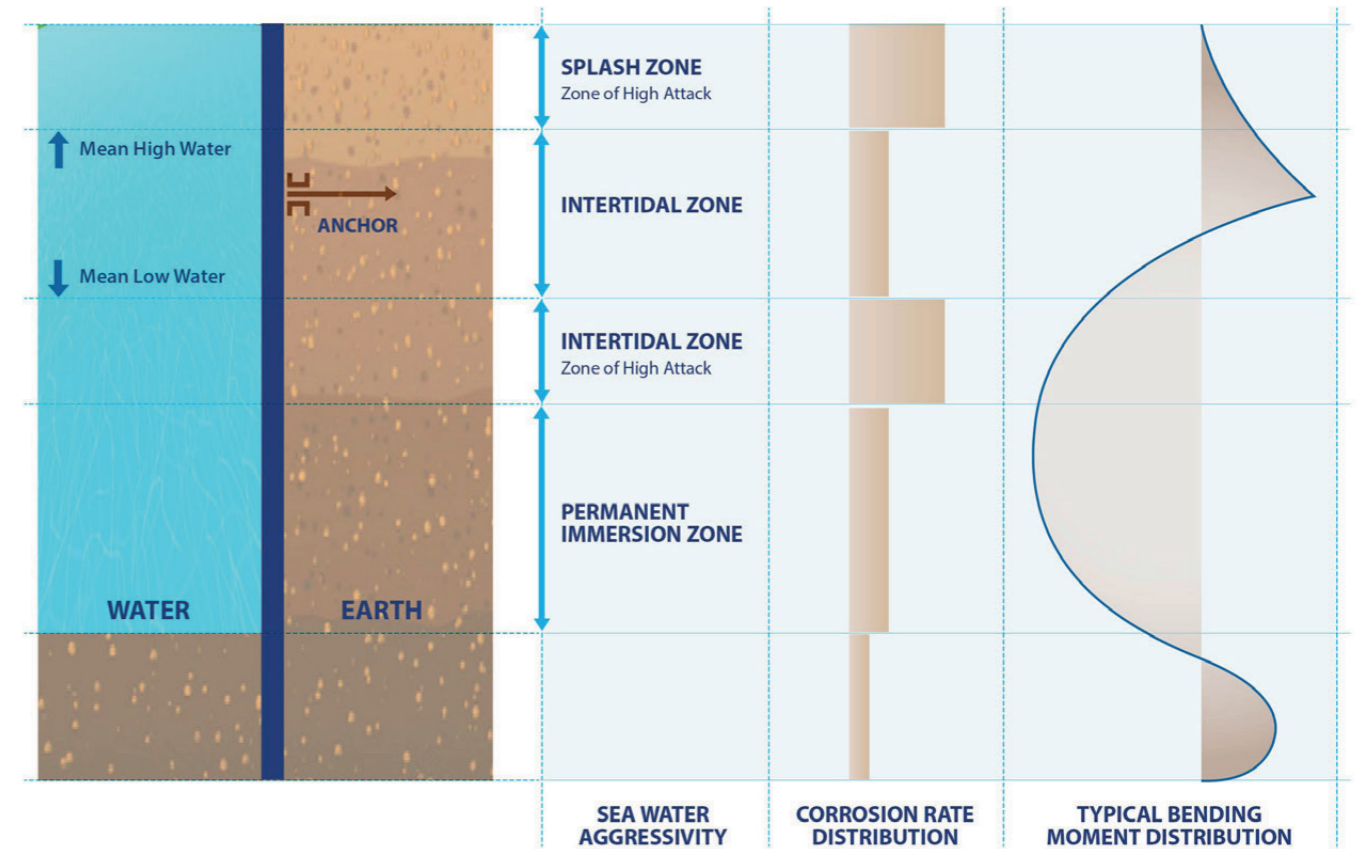 SPLASH ZONE
Zone of High Attack
Mean High Water
INTERTIDAL ZONE
ANCHOR
Mean Low Water
INTERTIDAL ZONE
Zone of High Attack
PERMANENT
IMMERSION ZONE
WATER
EARTH
SEA WATER
AGGRESSIVITY
CORROSION RATE
DISTRIBUTION
TYPICAL BENDING
MOMENT DISTRIBUTION